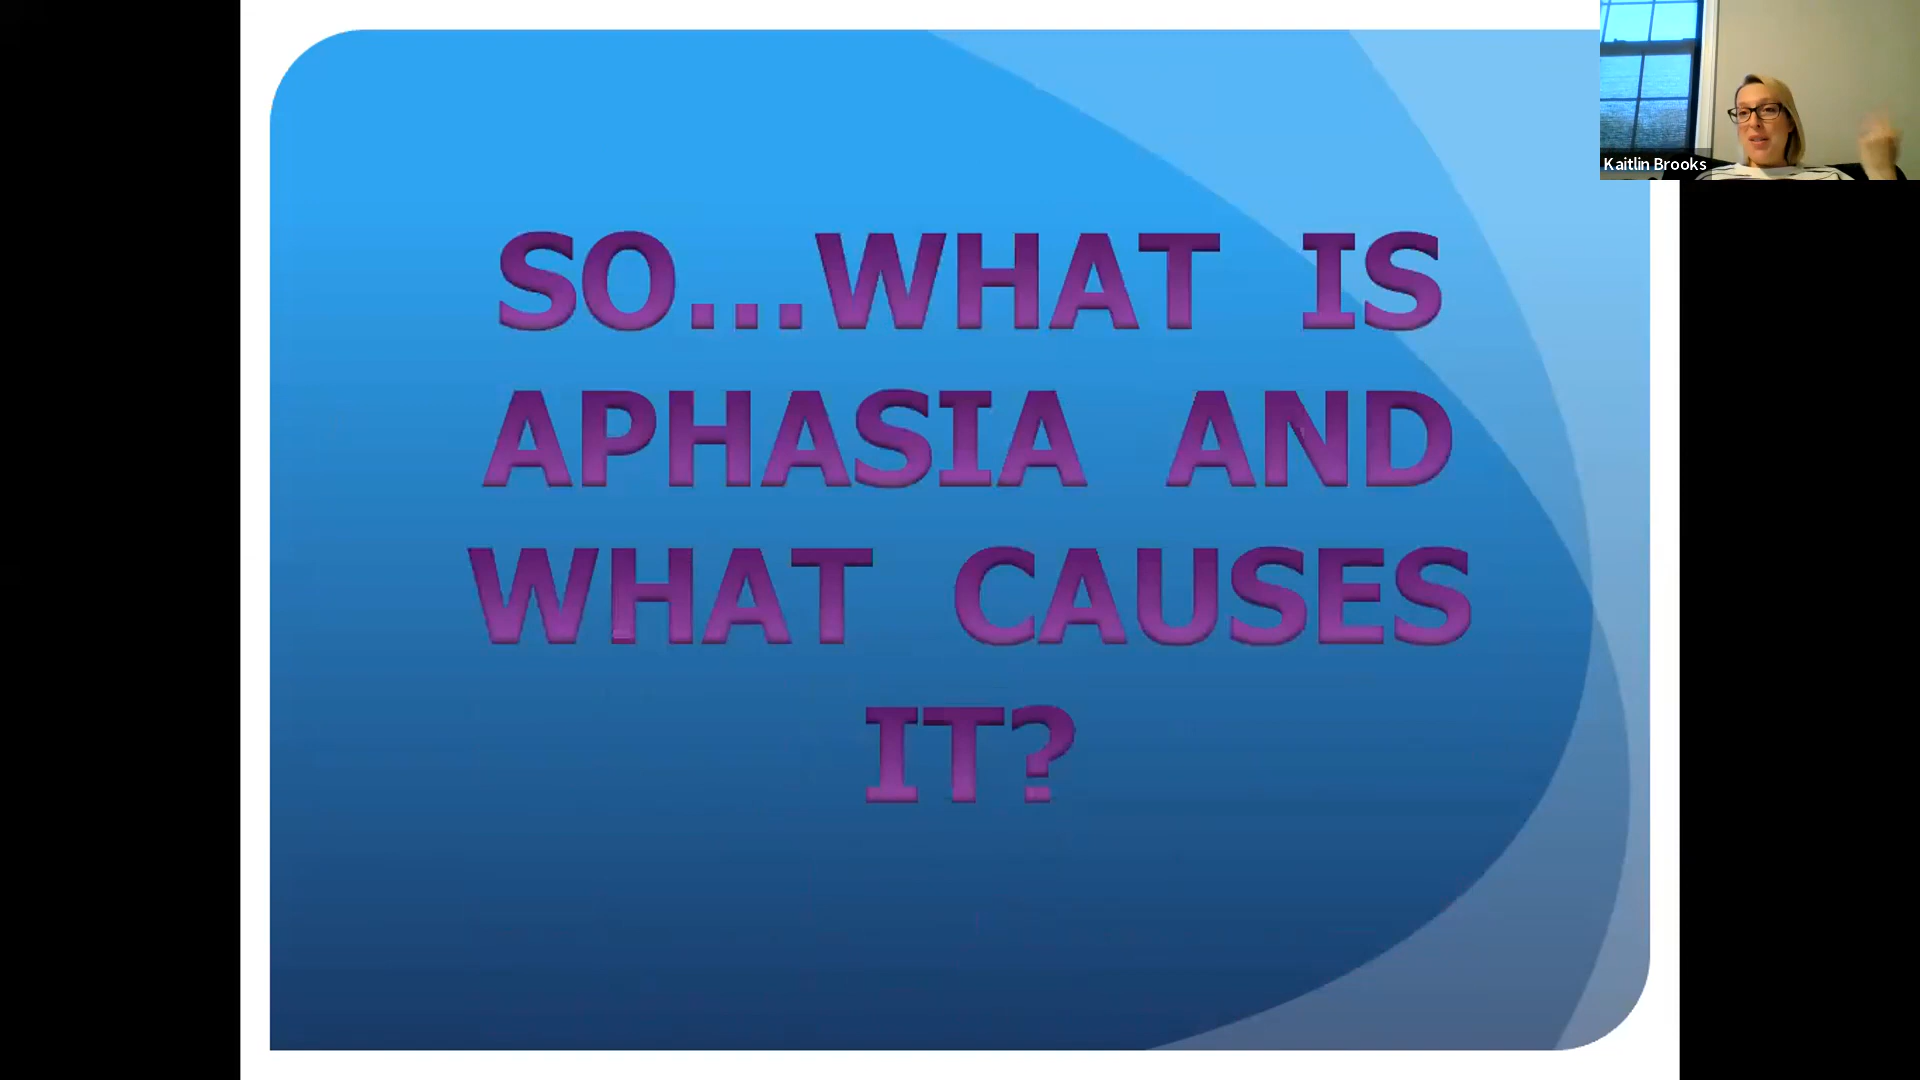 SO...WHAT IS
APHASIA AND
WHAT CAUSES
IT?
Kaitlin Brooks